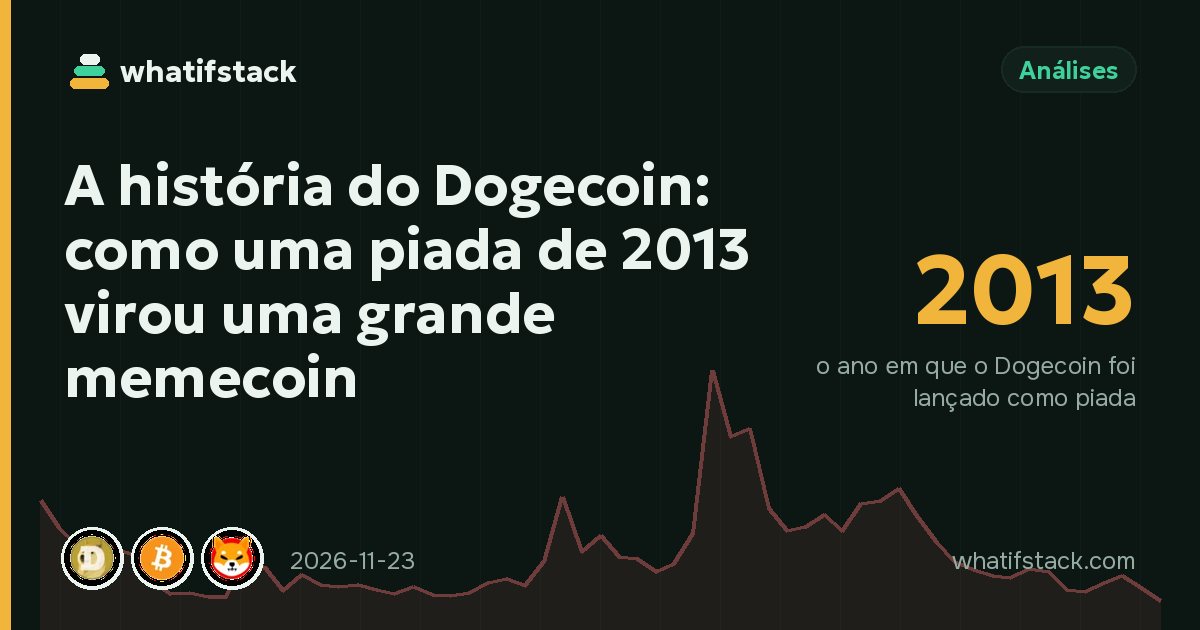 whatifstack
Análises
A história do Dogecoin:
como uma piada de 2013
virou uma grande
memecoin
2013
o ano em que o Dogecoin foi
lançado como piada
2026-11-23
whatifstack.com